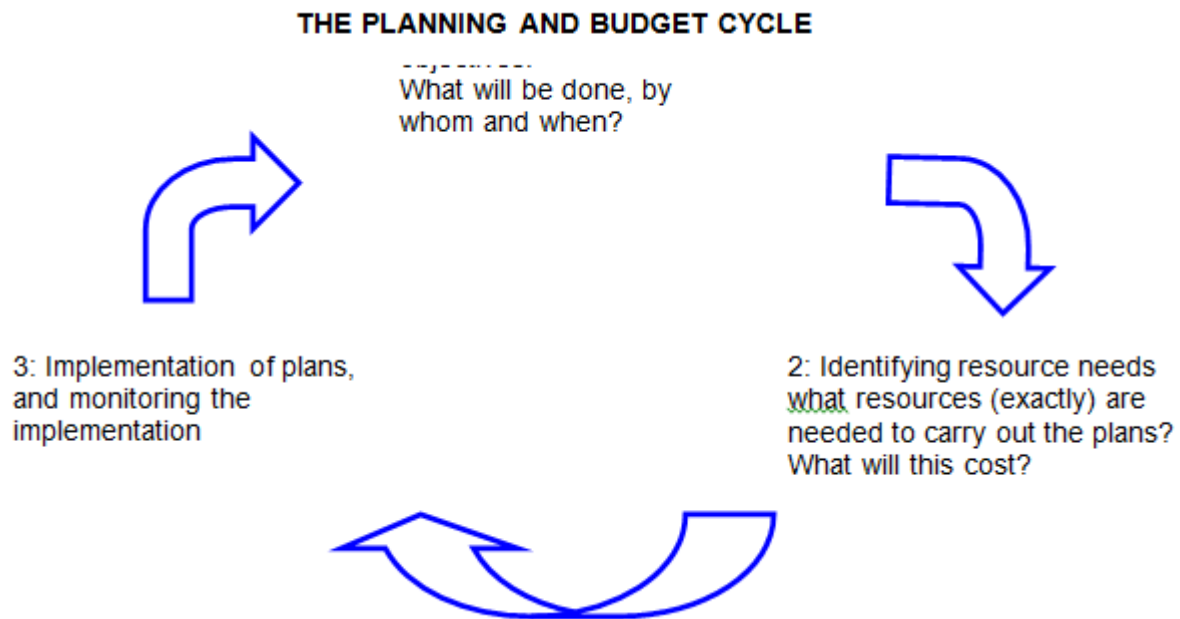 THE PLANNING AND BUDGET CYCLE
What will be done, by
whom and when?
3: Implementation of plans,
and monitoring the
implementation
2: Identifying resource needs
what resources (exactly) are
needed to carry out the plans?
What will this cost?